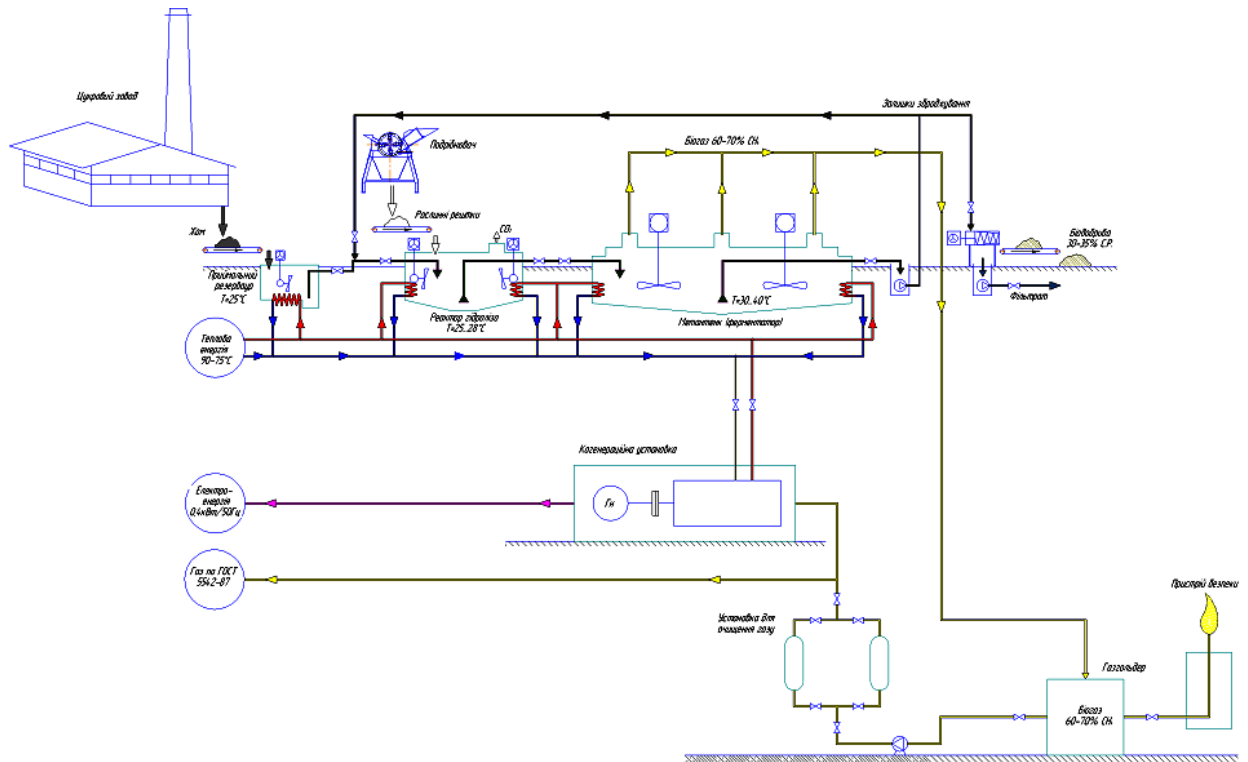 Цукровий завод
Залишки зброджування
Подрібнювач
Біогаз 60-70% CH₄
Рослинні рештки
CO₂
Жом
Біодобрива
30-35% С.Р.
Приймальний
резервуар
T=25°C
Фільтрат
T=30..40°C
Реактор гідролізa
T=25..28°C
Метантенк (ферментатор)
Теплова
енергія
90-75°C
Когенераційна установка
Електро-
енергія
0,4кВт/50Гц
Гн
Газ по ГОСТ
5542-87
Пристрій безпеки
Установка для
очищення газу
Газгольдер
Біогаз
60-70% CH₄